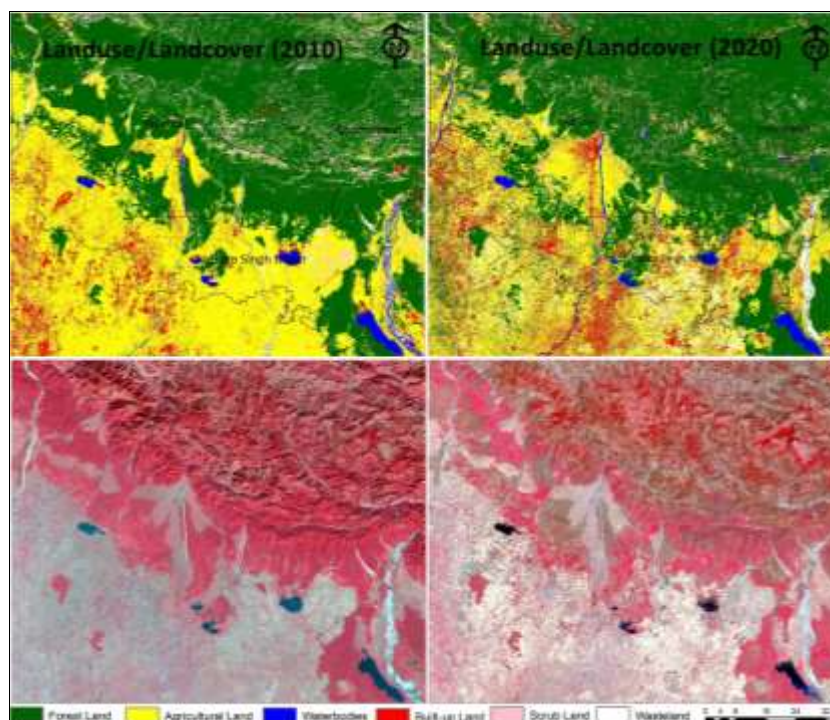 Landuse/Landcover (2010)
Landuse/Landcover (2020)
Forest Land
Agricultural Land
Waterbodies
Built-up Land
Scrub Land
Wasteland